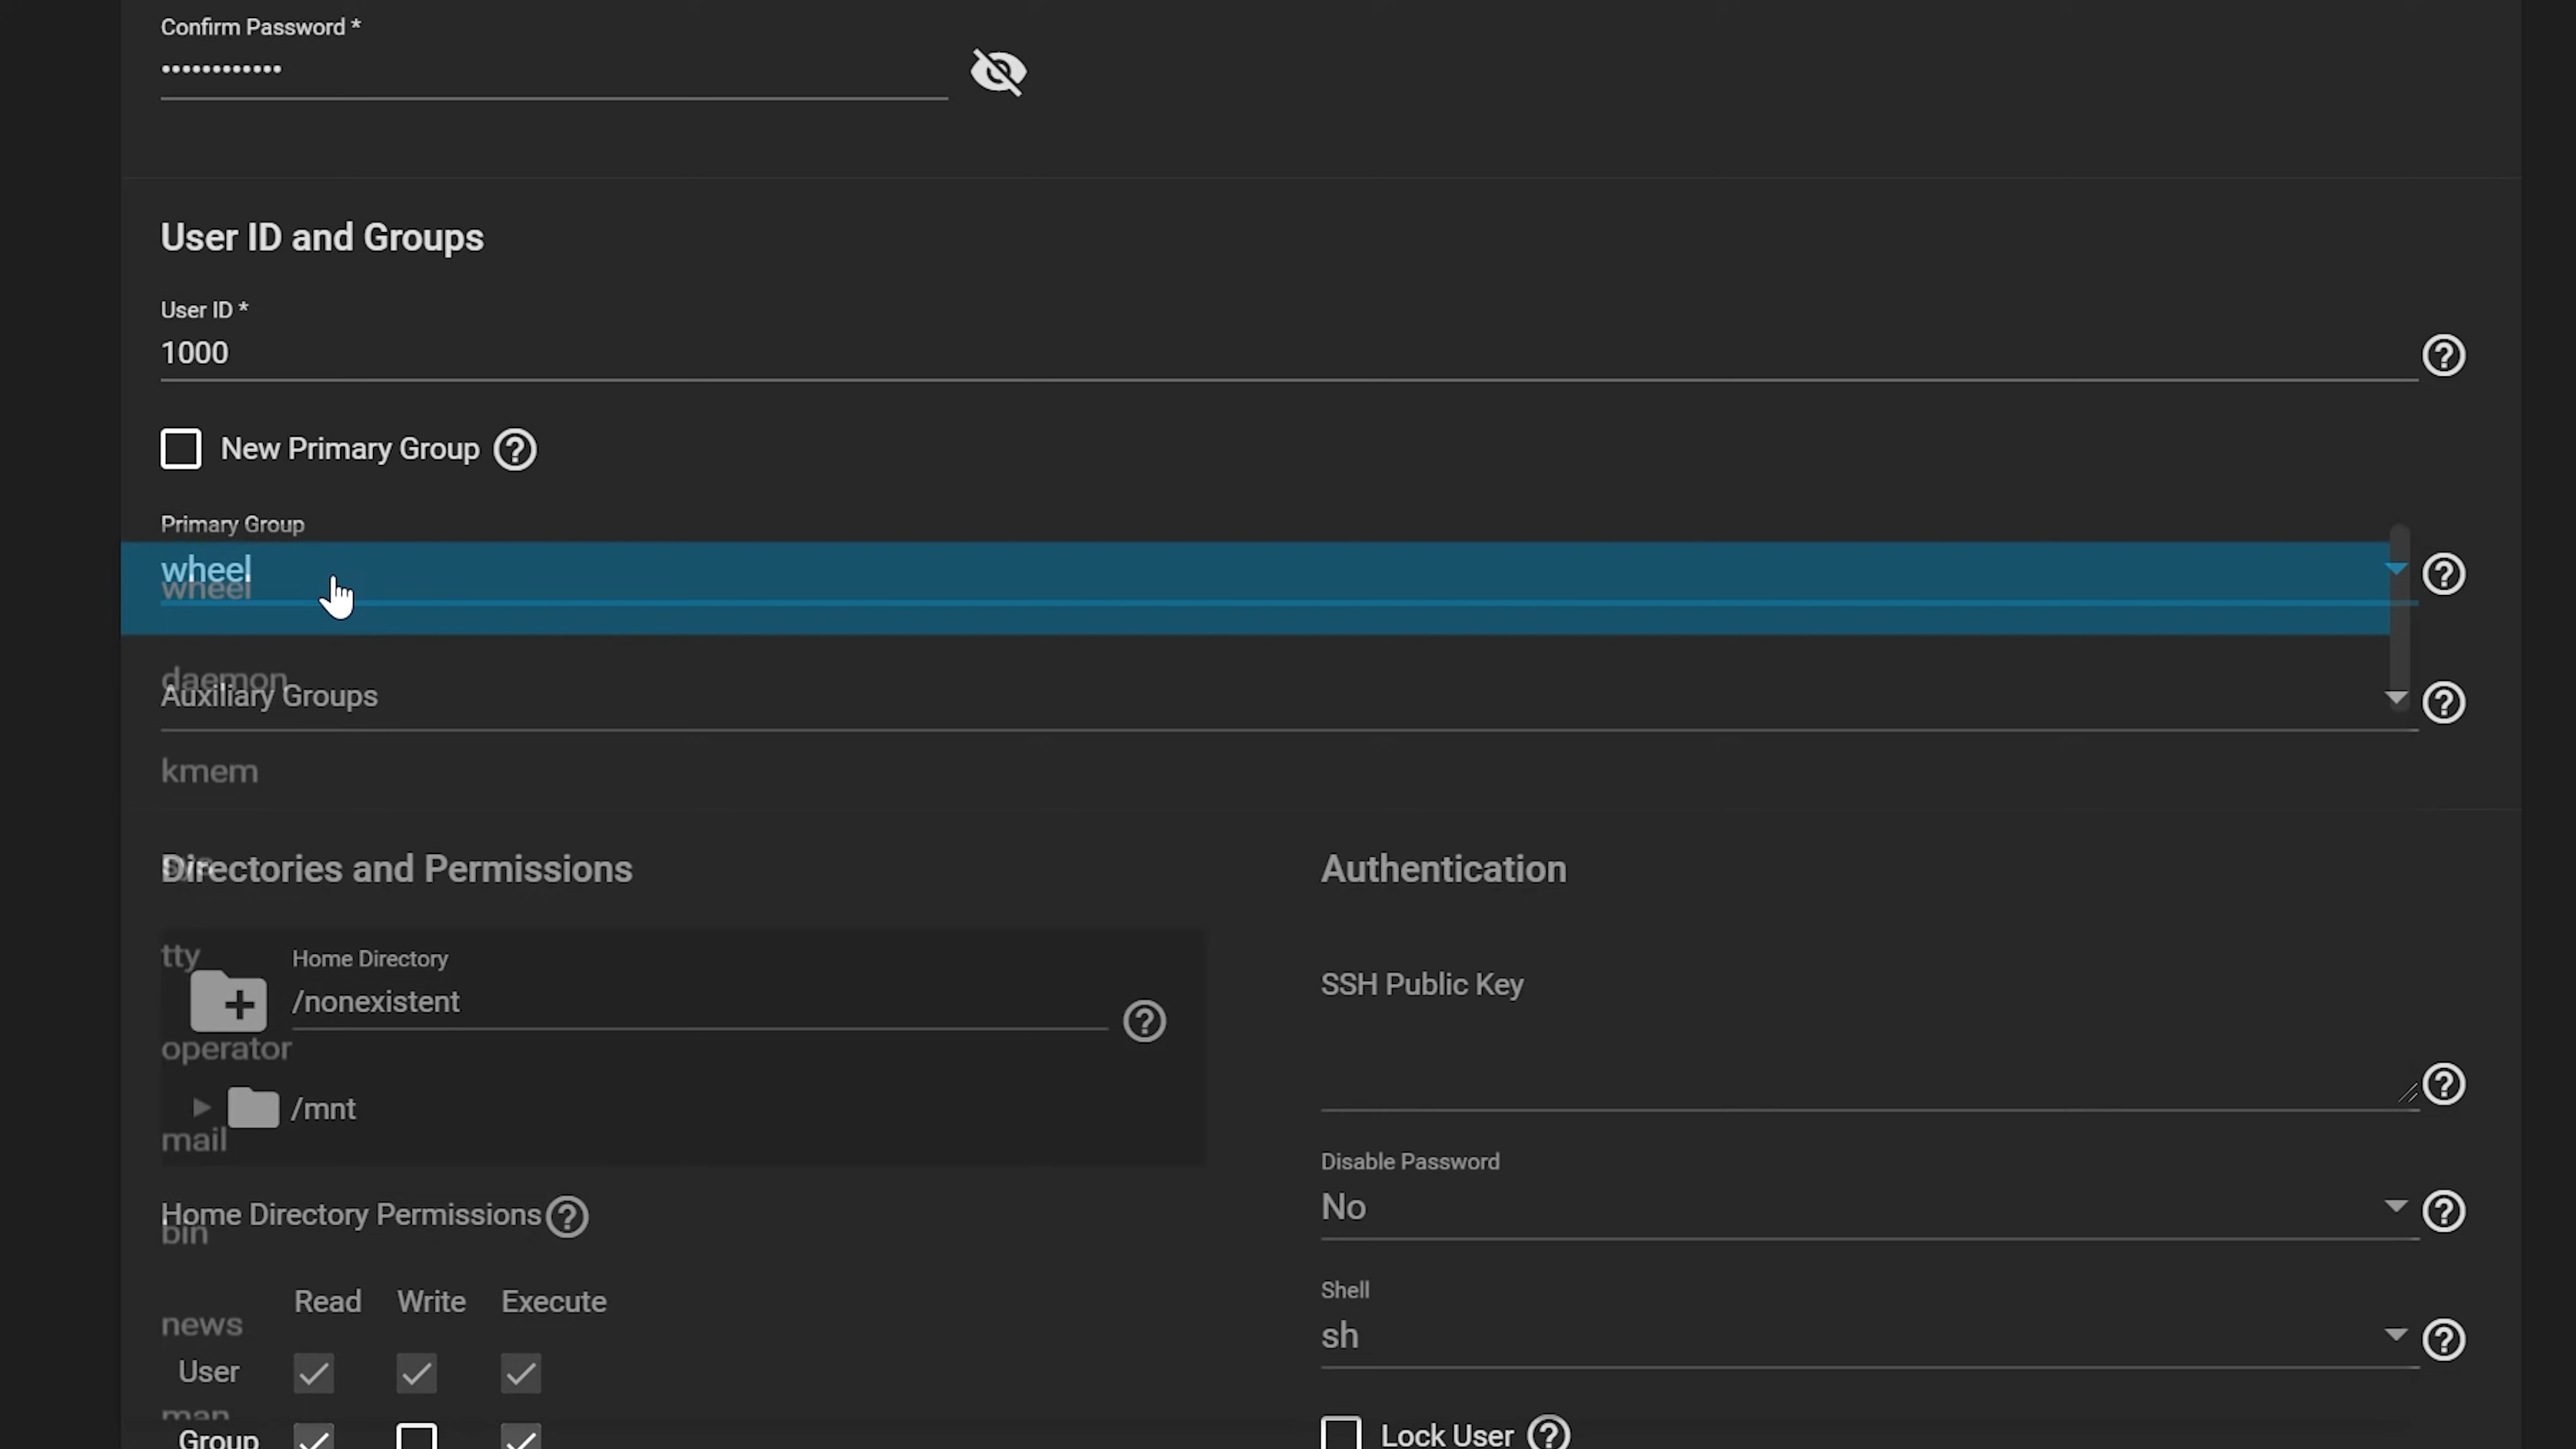 Confirm Password *
••••••••••••
User ID and Groups
User ID *
1000
New Primary Group
Primary Group
wheel
wheel
daemon
Auxiliary Groups
kmem
Directories and Permissions
Authentication
tty
Home Directory
/nonexistent
SSH Public Key
operator
/mnt
mail
Disable Password
No
Home Directory Permissions
bin
Shell
sh
Read Write Execute
news
User
man
Group
Lock User